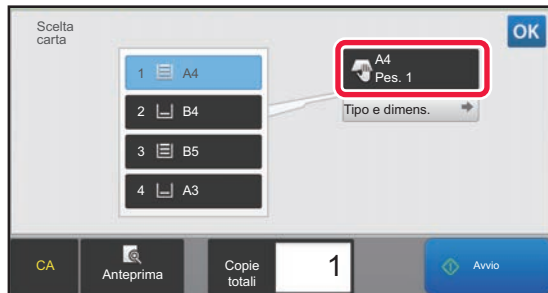 Scelta
carta
OK
1 A4
2 B4
3 B5
4 A3
A4
Pes. 1
Tipo e dimens.
CA
Anteprima
Copie
totali
1
Avvio